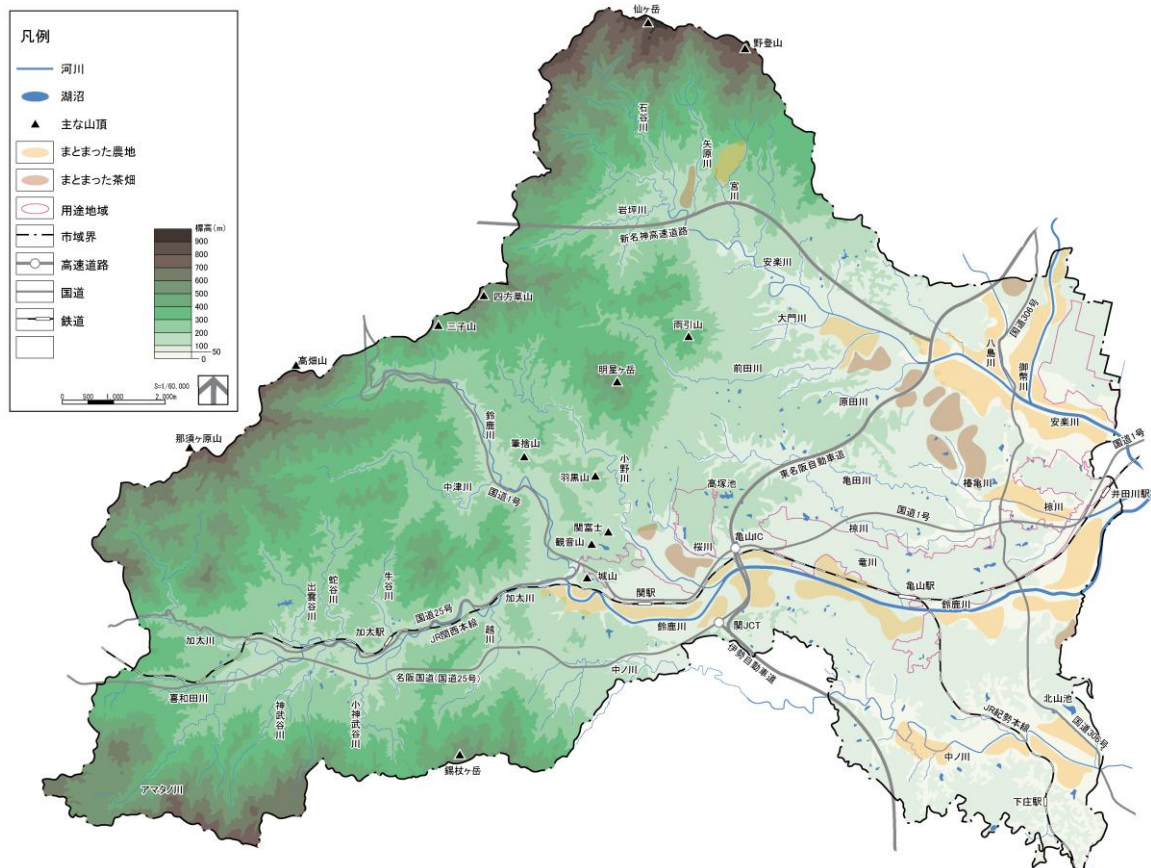 凡例
河川
湖沼
主な山頂
まとまった農地
まとまった茶畑
用途地域
市域界
高速道路
国道
鉄道
標高(m)
900
800
700
600
500
400
300
200
100
50
0
S=1/60,000
0 500 1,000 2,000m
仙ヶ岳
野登山
石谷川
矢原川
宮川
岩坪川
新名神高速道路
安楽川
四方草山
三子山
雨引山
大門川
国道306号
八島川
御幣川
高畑山
明星ヶ岳
前田川
原田川
安楽川
国道1号
那須ヶ原山
鈴鹿川
筆捨山
小野川
東名阪自動車道
羽黒山
高塚池
亀田川
椿亀川
椋川
井田川駅
中津川
国道1号
国道1号
関富士
観音山
桜川
亀山IC
椋川
竜川
城山
関駅
亀山駅
鈴鹿川
出雲谷川
蛇谷川
牛谷川
国道25号
加太川
加太川
加太駅
JR関西本線
越川
鈴鹿川
関JCT
名阪国道(国道25号)
中ノ川
伊勢自動車道
喜和田川
神武谷川
小神武谷川
北山池
JR紀勢本線
国道306号
錫杖ヶ岳
中ノ川
アマタノ川
下庄駅